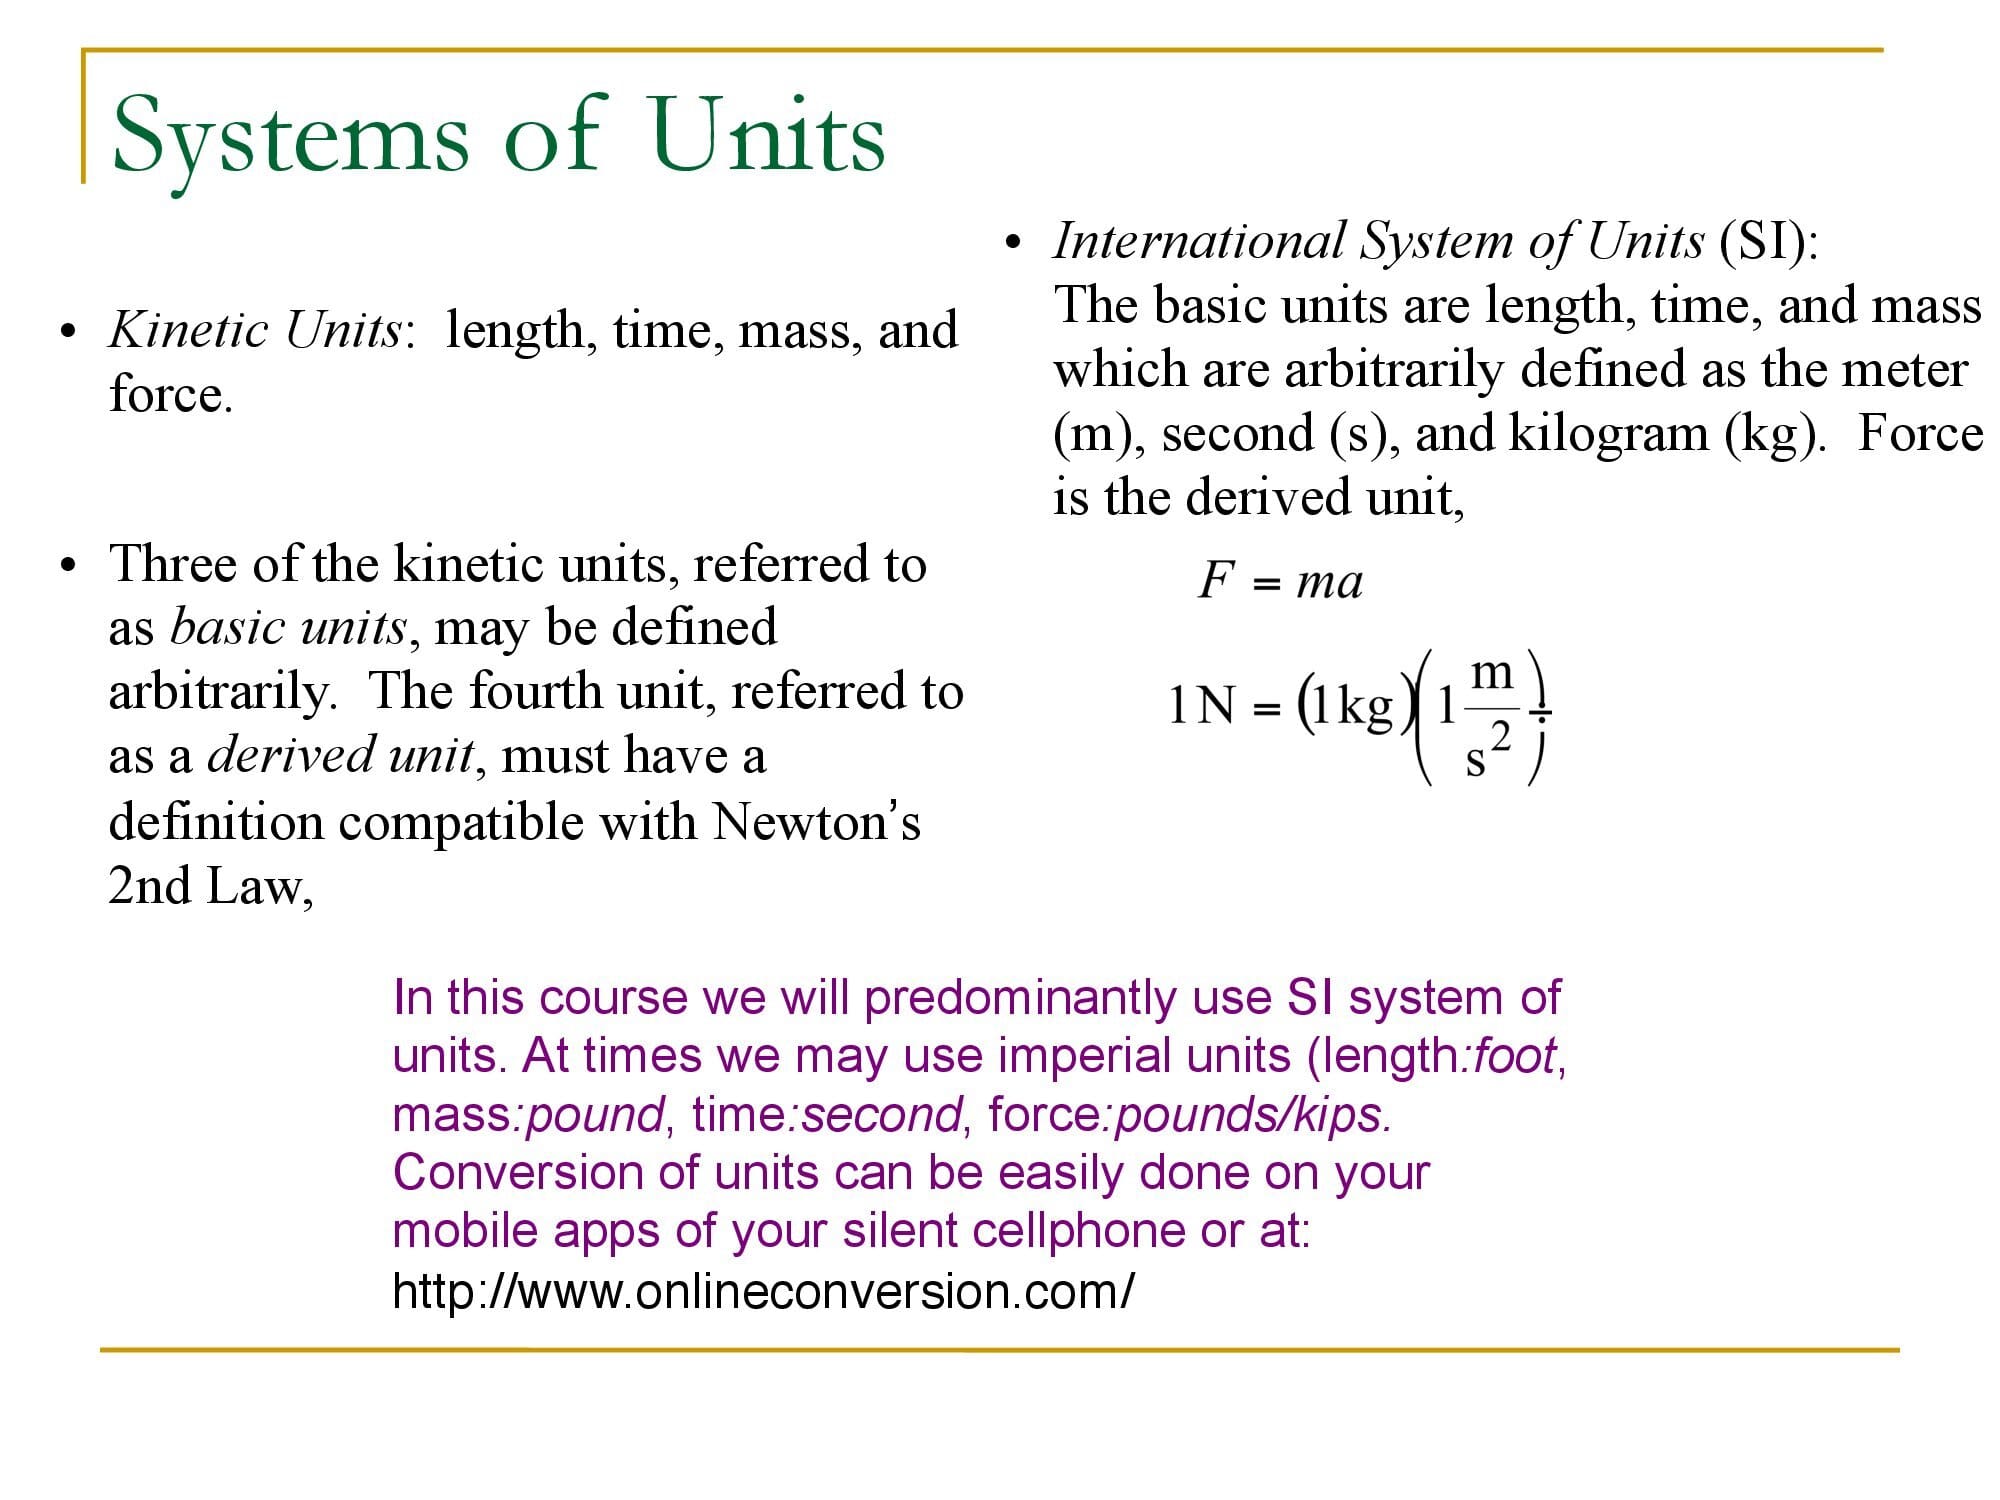 Systems of Units
• Kinetic Units:  length, time, mass, and
force.
• Three of the kinetic units, referred to
as basic units, may be defined
arbitrarily.  The fourth unit, referred to
as a derived unit, must have a
definition compatible with Newton’s
2nd Law,
• International System of Units (SI):
The basic units are length, time, and mass
which are arbitrarily defined as the meter
(m), second (s), and kilogram (kg).  Force
is the derived unit,
F = ma
1 N = (1 kg)(1 m/s²)÷
In this course we will predominantly use SI system of
units. At times we may use imperial units (length:foot,
mass:pound, time:second, force:pounds/kips.
Conversion of units can be easily done on your
mobile apps of your silent cellphone or at:
http://www.onlineconversion.com/